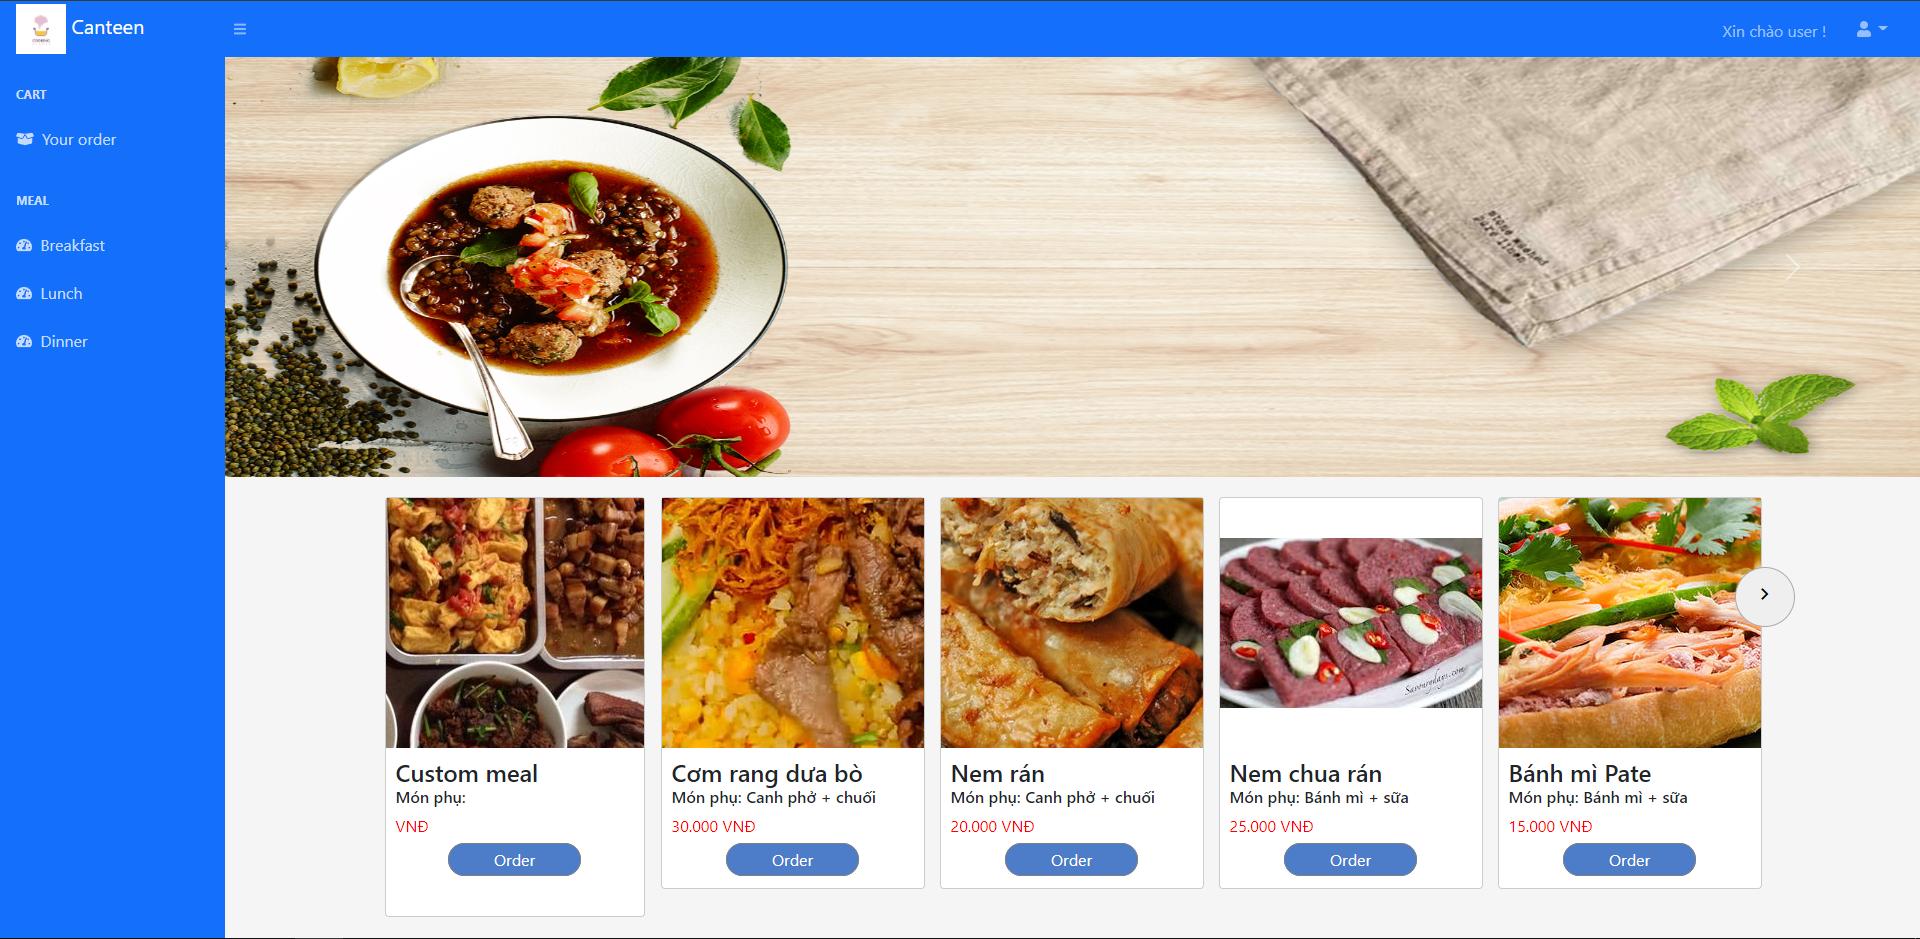 Canteen
Xin chào user !
CART
Your order
MEAL
Breakfast
Lunch
Dinner
Custom meal
Món phụ:
VNĐ
Order
Cơm rang dưa bò
Món phụ: Canh phở + chuối
30.000 VNĐ
Order
Nem rán
Món phụ: Canh phở + chuối
20.000 VNĐ
Order
Savourydays.com
Nem chua rán
Món phụ: Bánh mì + sữa
25.000 VNĐ
Order
Bánh mì Pate
Món phụ: Bánh mì + sữa
15.000 VNĐ
Order